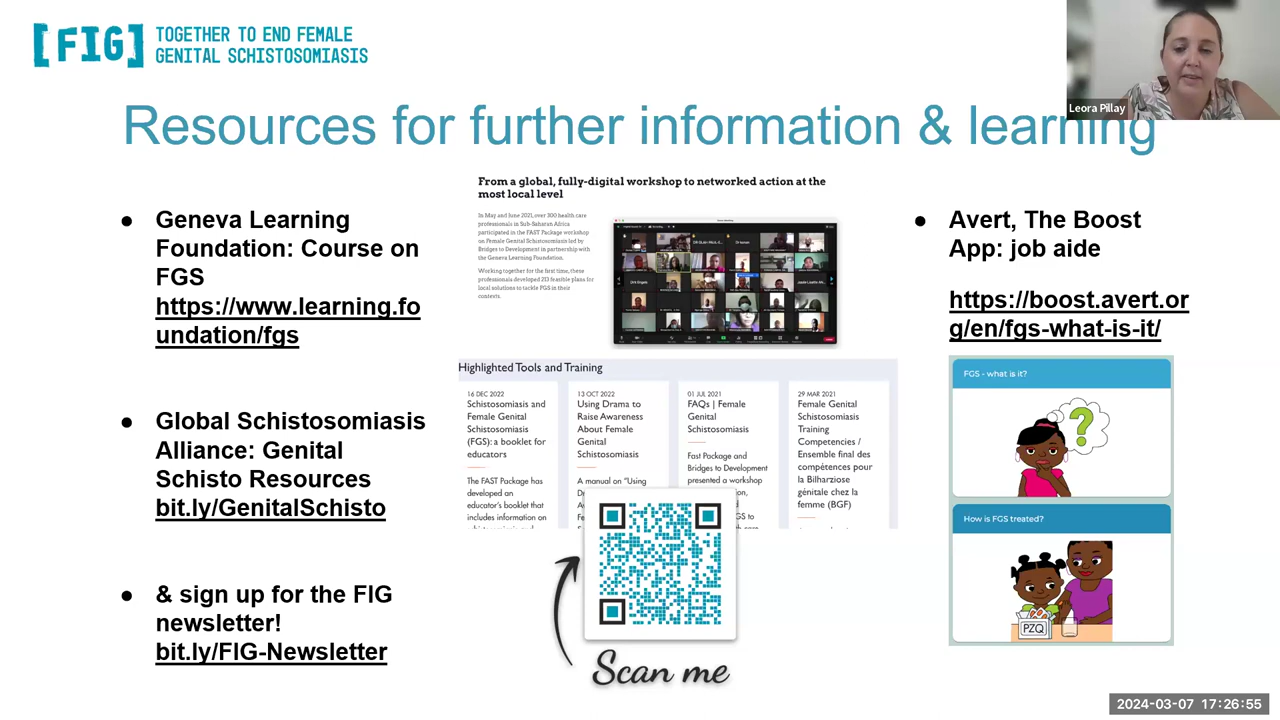 [FIG] TOGETHER TO END FEMALE
GENITAL SCHISTOSOMIASIS
Leora Pillay
Resources for further information & learning
● Geneva Learning
Foundation: Course on
FGS
https://www.learning.fo
undation/fgs
● Global Schistosomiasis
Alliance: Genital
Schisto Resources
bit.ly/GenitalSchisto
● & sign up for the FIG
newsletter!
bit.ly/FIG-Newsletter
From a global, fully-digital workshop to networked action at the
most local level
In May and June 2021, over 300 health care
professionals in Sub-Saharan Africa
participated in the FAST Package workshop
on Female Genital Schistosomiasis led by
Bridges to Development in partnership with
the Geneva Learning Foundation.
Working together for the first time, these
professionals developed 213 feasible plans for
local solutions to tackle FGS in their
contexts.
Highlighted Tools and Training
16 DEC 2022
Schistosomiasis and
Female Genital
Schistosomiasis
(FGS): a booklet for
educators
The FAST Package has
developed an
educator's booklet that
includes information on
13 OCT 2022
Using Drama to
Raise Awareness
About Female
Genital
Schistosomiasis
A manual on "Using
01 JUL 2021
FAQs | Female
Genital
Schistosomiasis
Fast Package and
Bridges to Development
presented a workshop
GS to
29 MAR 2021
Female Genital
Schistosomiasis
Training
Competencies /
Ensemble final des
compétences pour
la Bilharziose
génitale chez la
femme (BGF)
Scan me
● Avert, The Boost
App: job aide
https://boost.avert.or
g/en/fgs-what-is-it/
FGS - what is it?
?
How is FGS treated?
PZQ
2024-03-07 17:26:55